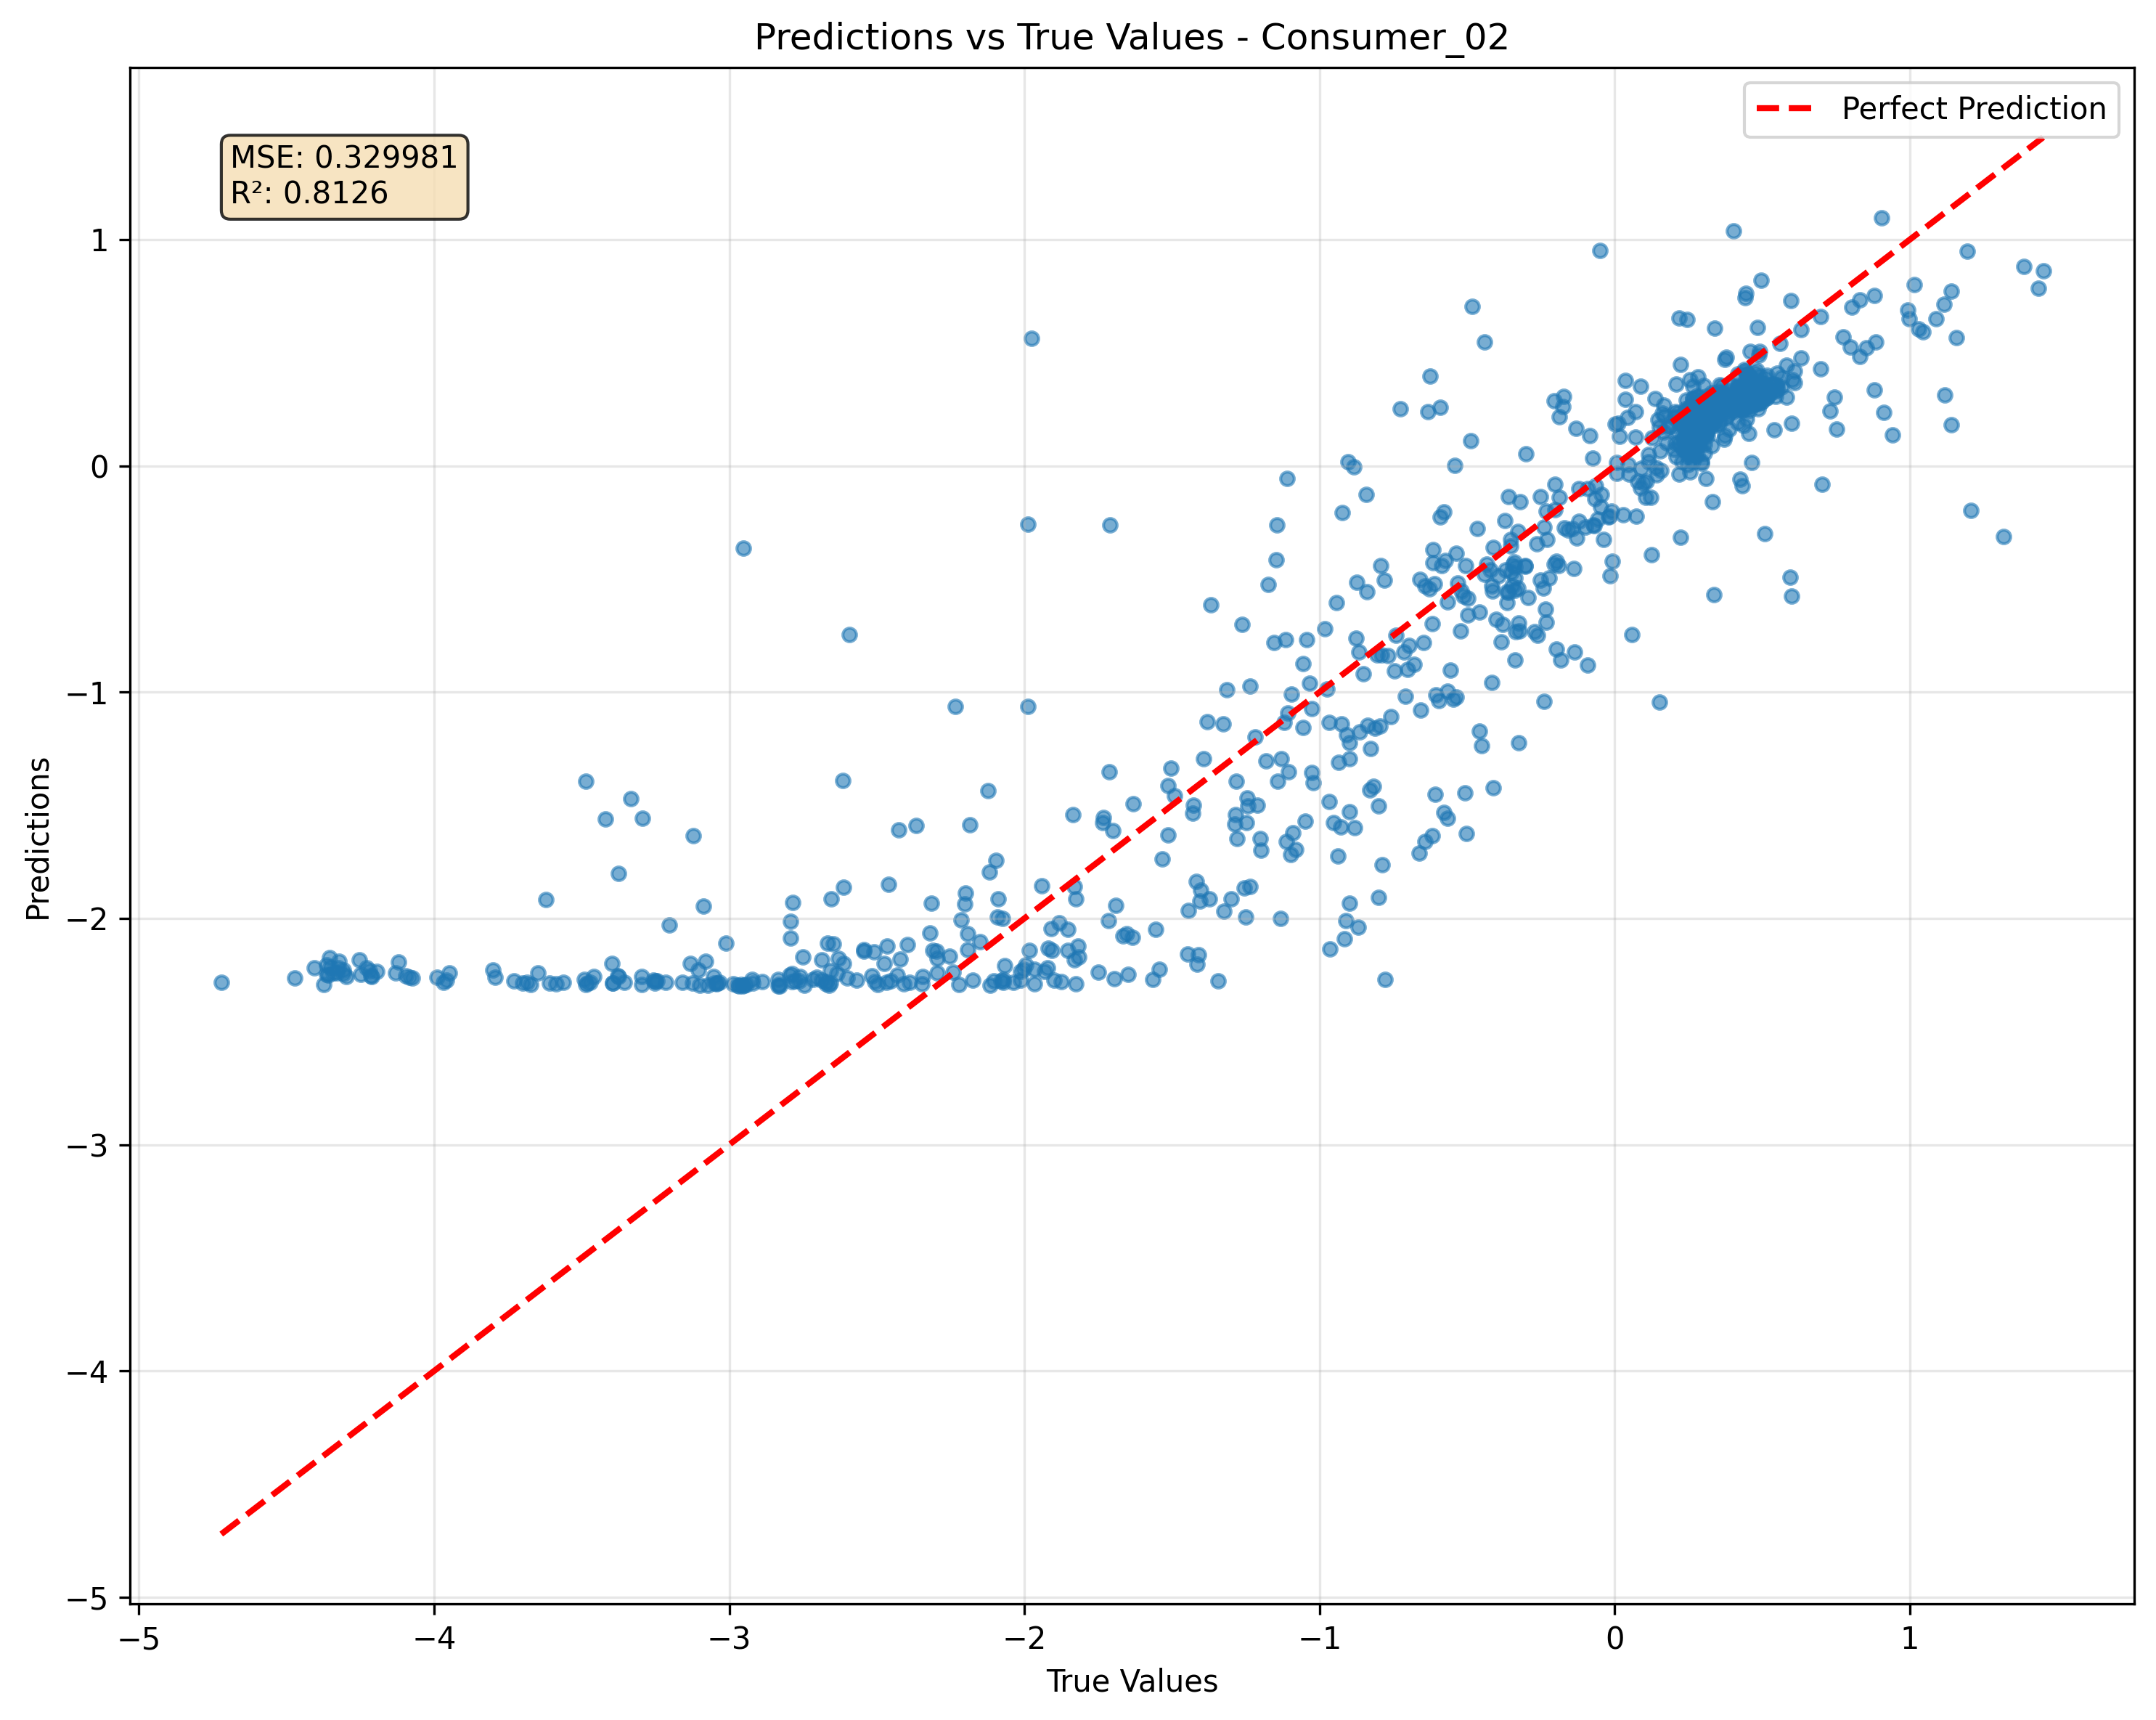 Predictions vs True Values - Consumer_02
Perfect Prediction
MSE: 0.329981
R²: 0.8126
1
0
−1
−2
−3
−4
−5
Predictions
−5 −4 −3 −2 −1 0 1
True Values